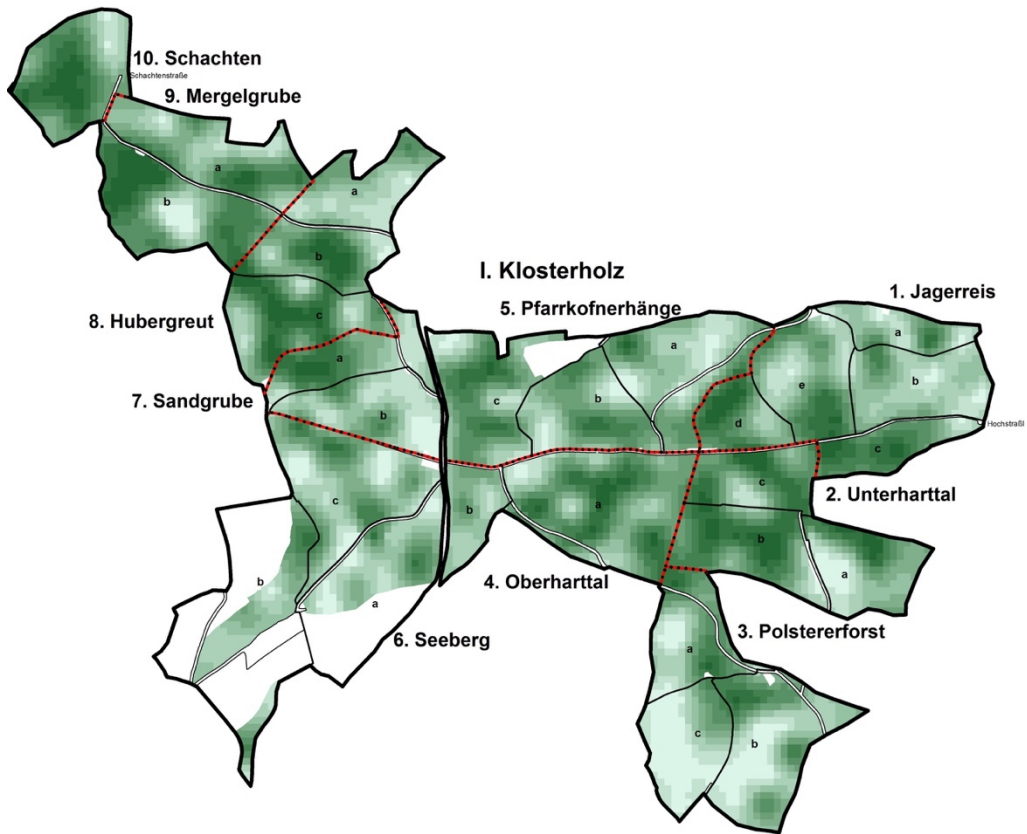 10. Schachten
Schachtenstraße
9. Mergelgrube
a
a
b
b
I. Klosterholz
5. Pfarrkofnerhänge
1. Jagerreis
8. Hubergreut
c
a
a
a
b
e
7. Sandgrube
c
b
b
d
Hochstraßl
c
c
2. Unterharttal
c
a
b
b
a
b
4. Oberharttal
a
6. Seeberg
3. Polstererforst
a
c
b